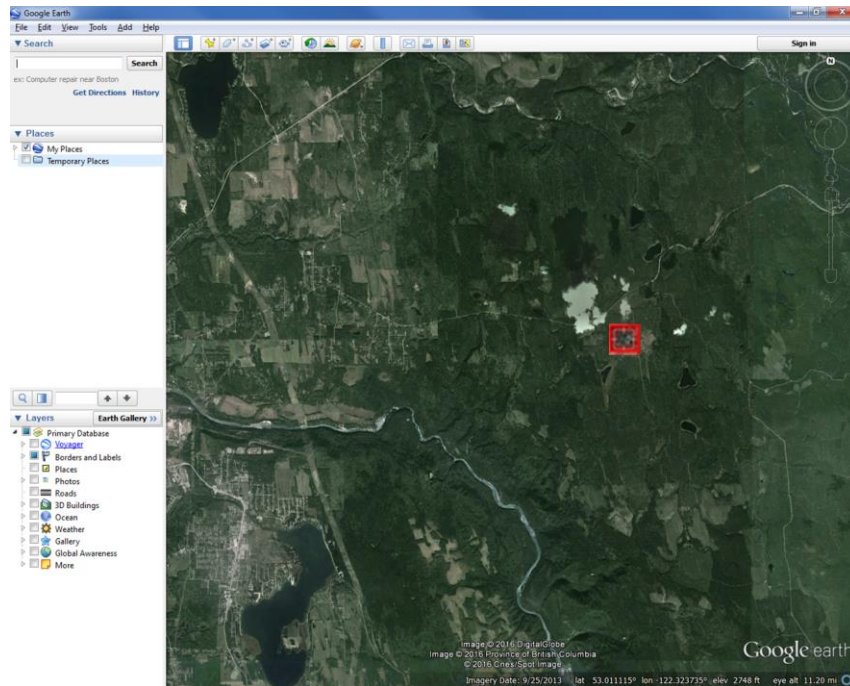 Google Earth
File Edit View Tools Add Help
Search
Sign in
Search
ex: Computer repair near Boston
Get Directions History
Places
My Places
Temporary Places
Layers
Earth Gallery >>
Primary Database
Voyager
Borders and Labels
Places
Photos
Roads
3D Buildings
Ocean
Weather
Gallery
Global Awareness
More
N
Image © 2016 DigitalGlobe
Image © 2016 Province of British Columbia
© 2016 Cnes/Spot Image
Google earth
Imagery Date: 9/25/2013 lat 53.011115° lon -122.323735° elev 2748 ft eye alt 11.20 mi